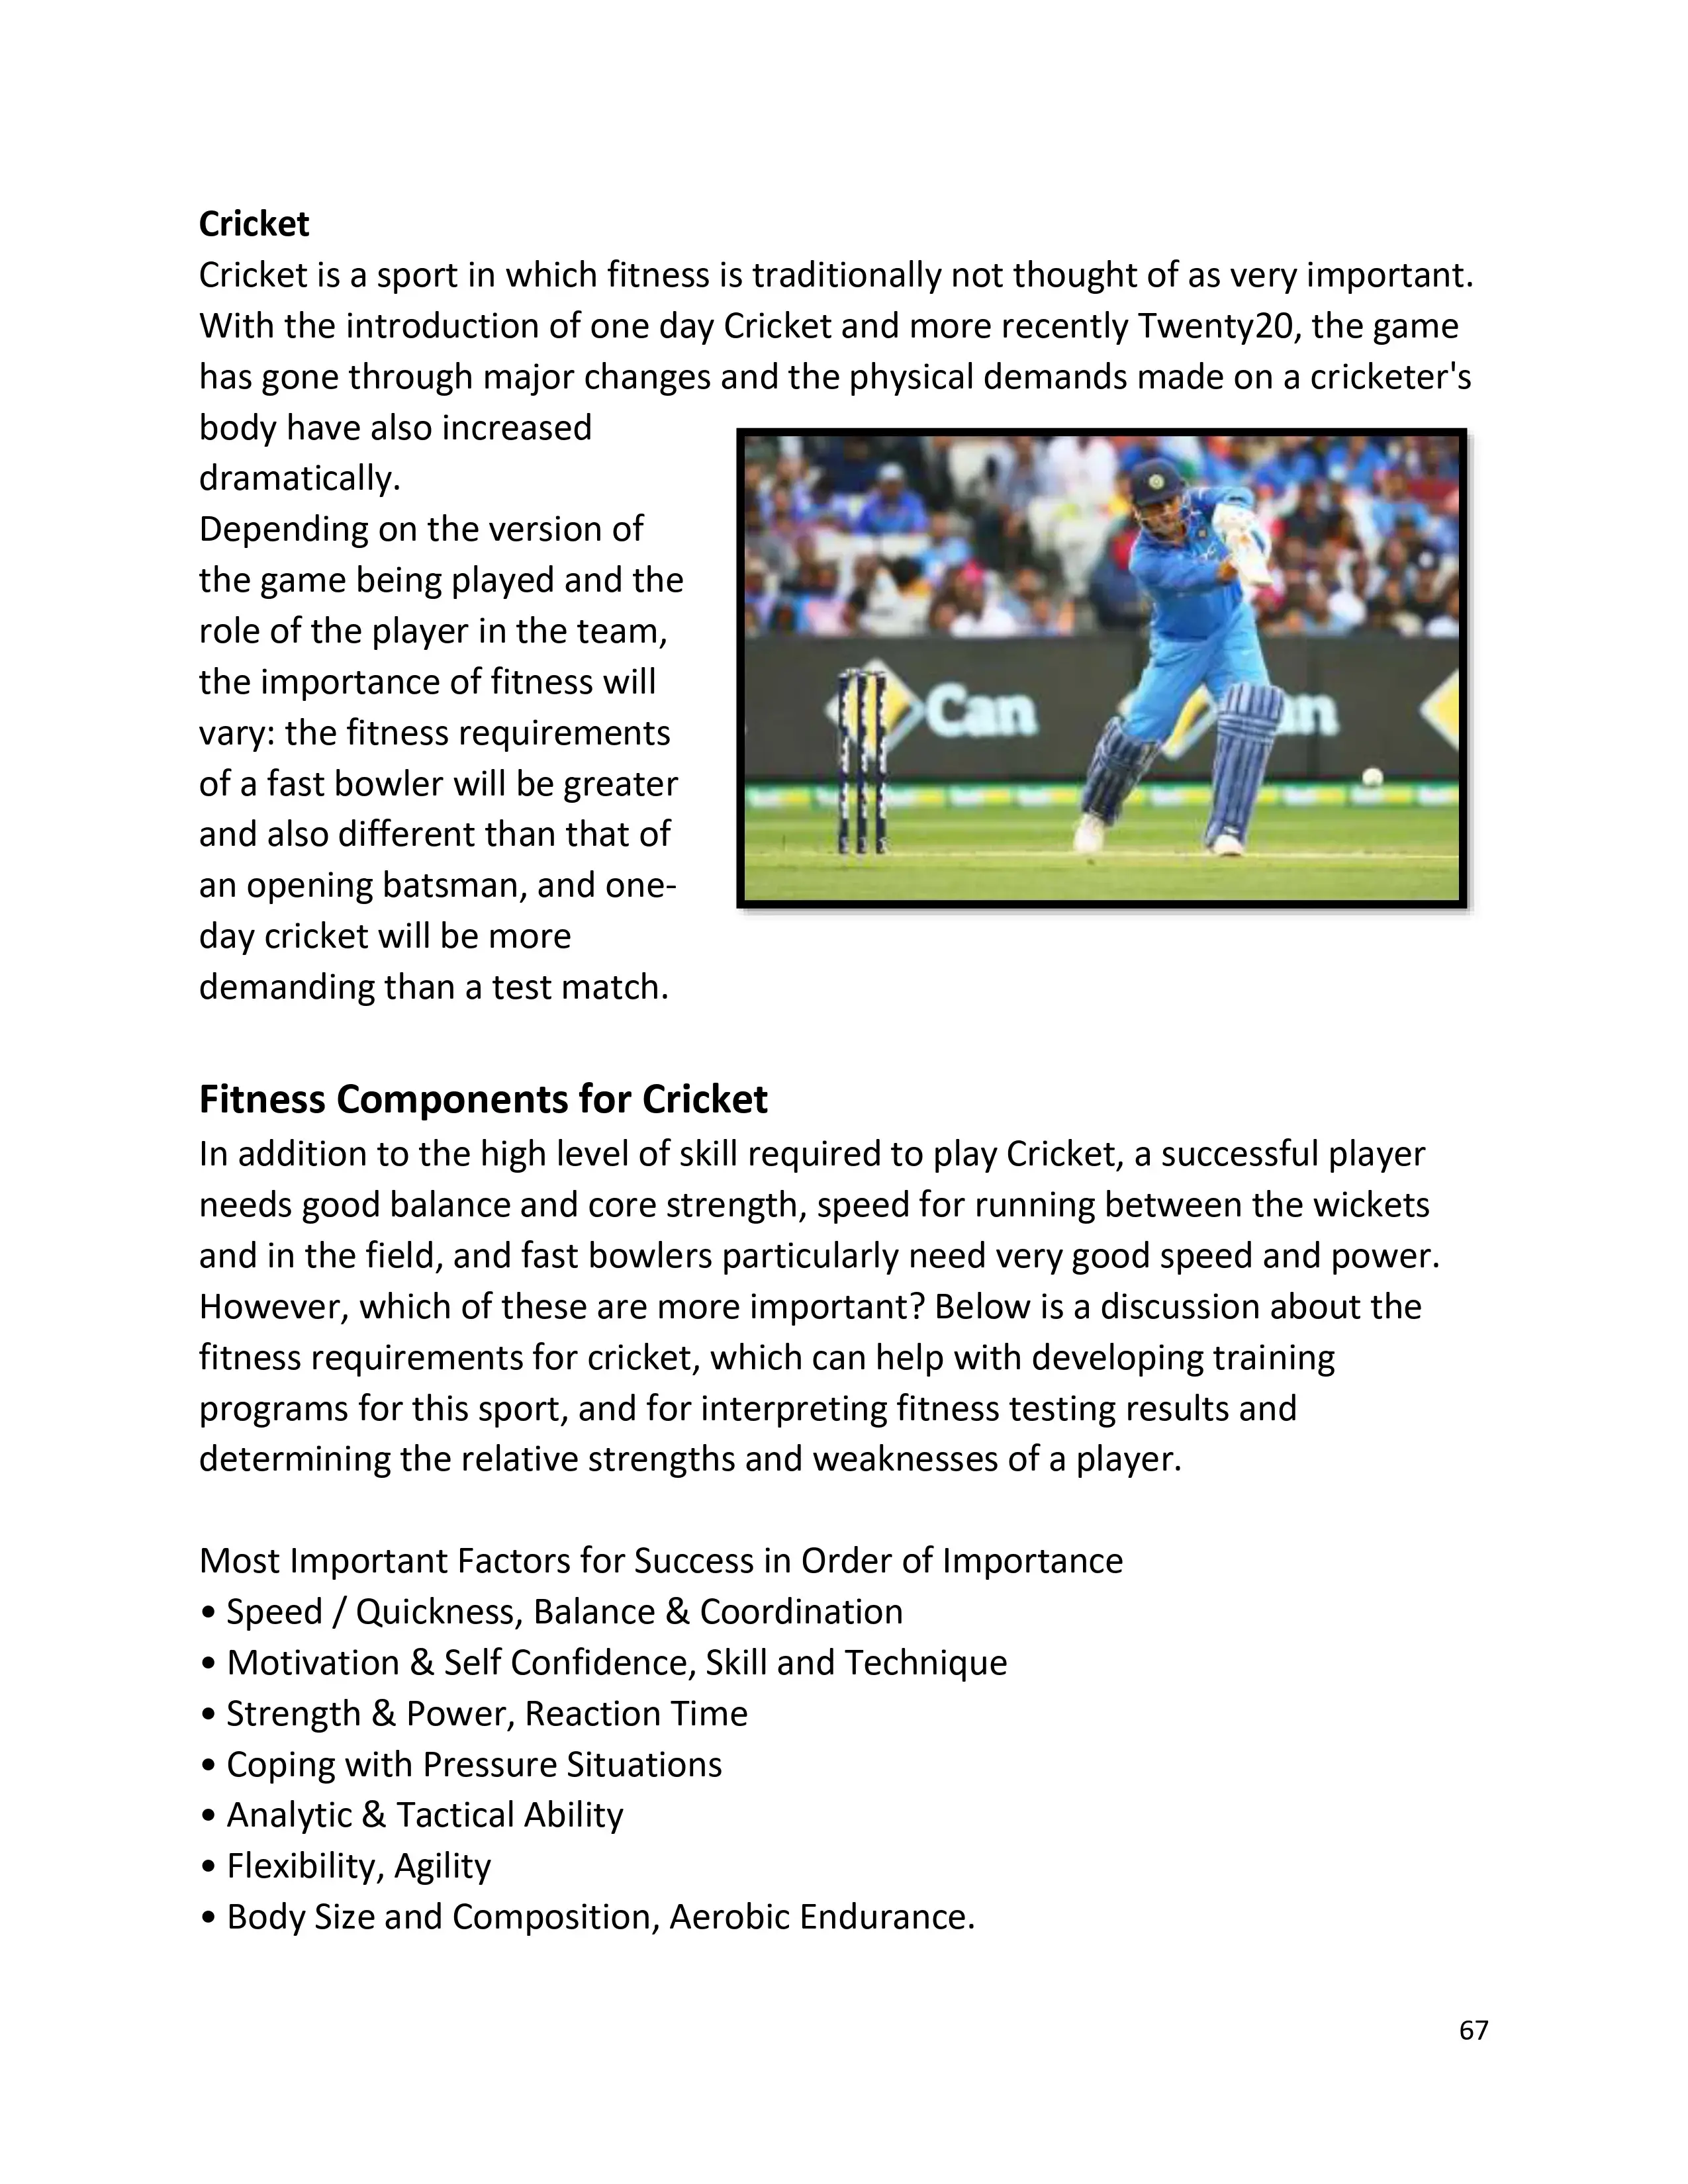 Cricket
Cricket is a sport in which fitness is traditionally not thought of as very important.
With the introduction of one day Cricket and more recently Twenty20, the game
has gone through major changes and the physical demands made on a cricketer's
body have also increased
dramatically.
Depending on the version of
the game being played and the
role of the player in the team,
the importance of fitness will
vary: the fitness requirements
of a fast bowler will be greater
and also different than that of
an opening batsman, and one-
day cricket will be more
demanding than a test match.
Can
an
Fitness Components for Cricket
In addition to the high level of skill required to play Cricket, a successful player
needs good balance and core strength, speed for running between the wickets
and in the field, and fast bowlers particularly need very good speed and power.
However, which of these are more important? Below is a discussion about the
fitness requirements for cricket, which can help with developing training
programs for this sport, and for interpreting fitness testing results and
determining the relative strengths and weaknesses of a player.
Most Important Factors for Success in Order of Importance
• Speed / Quickness, Balance & Coordination
• Motivation & Self Confidence, Skill and Technique
• Strength & Power, Reaction Time
• Coping with Pressure Situations
• Analytic & Tactical Ability
• Flexibility, Agility
• Body Size and Composition, Aerobic Endurance.
67